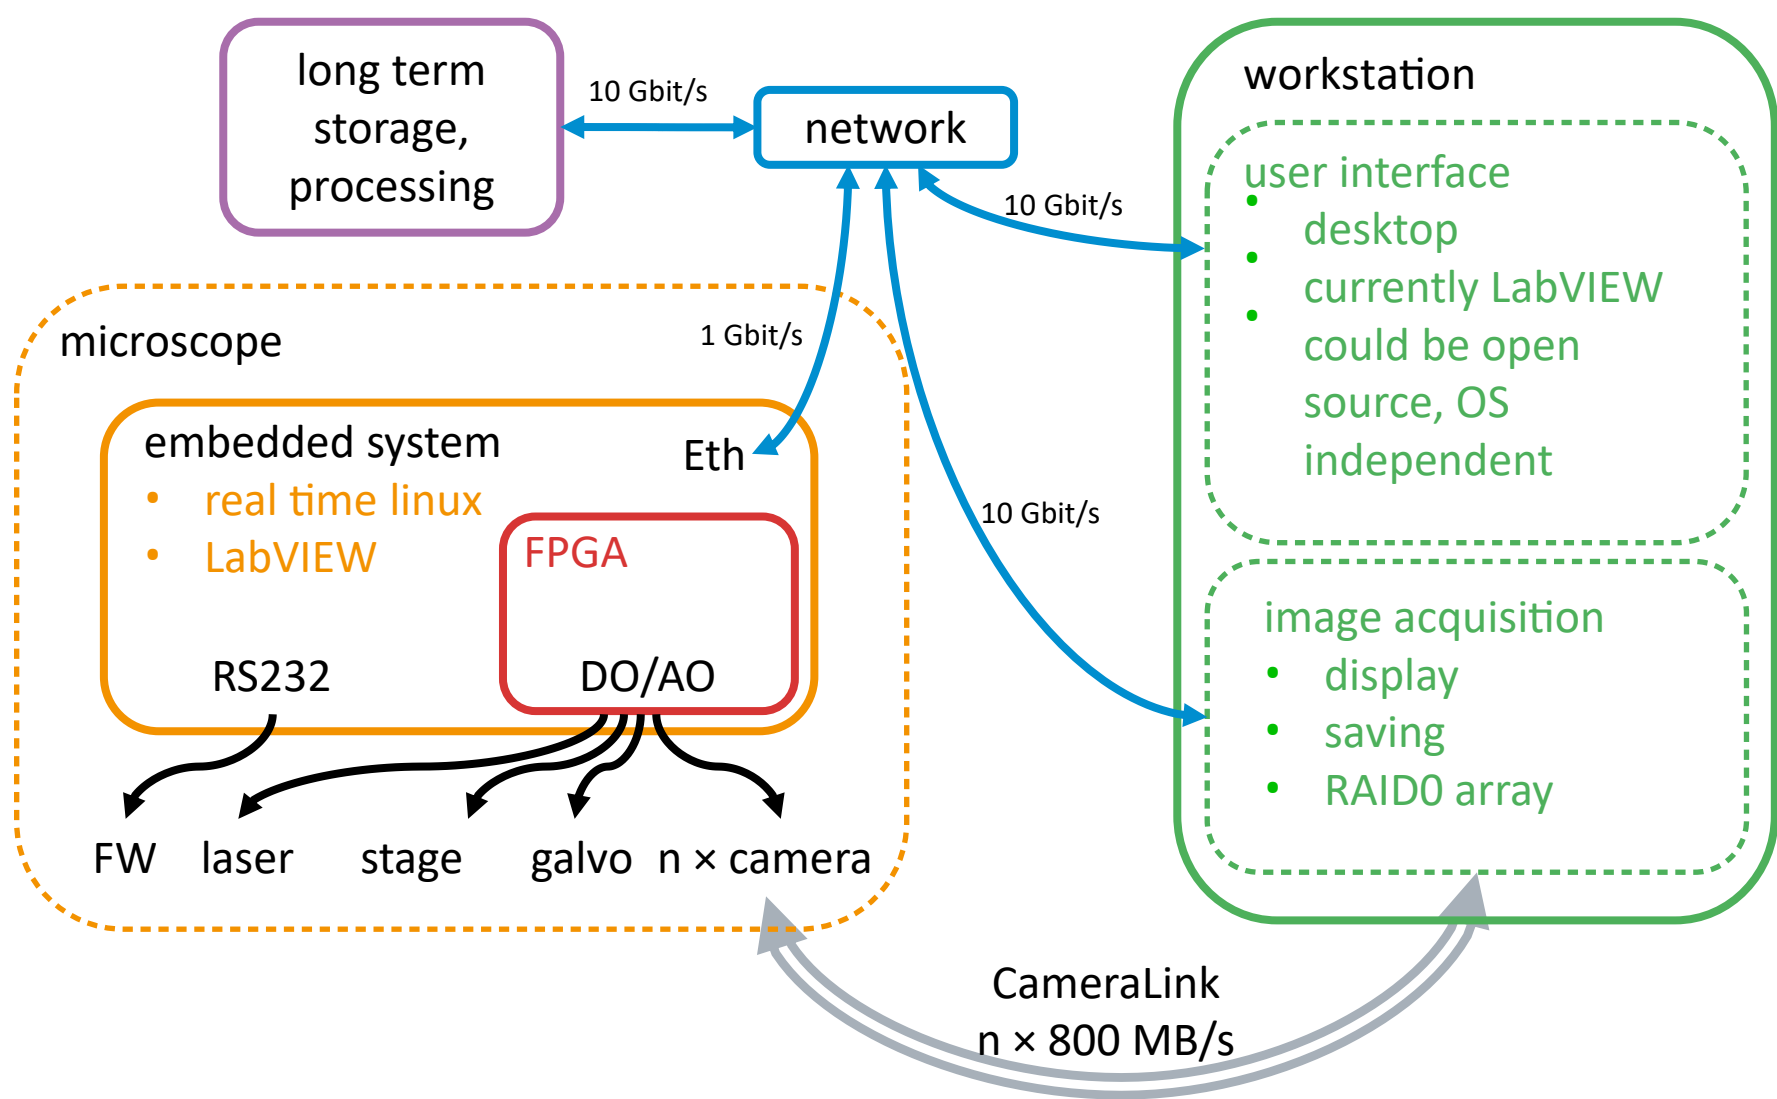 long term
storage,
processing
10 Gbit/s
network
10 Gbit/s
1 Gbit/s
10 Gbit/s
workstation
user interface
• desktop
• currently LabVIEW
• could be open
source, OS
independent
image acquisition
• display
• saving
• RAID0 array
microscope
embedded system
• real time linux
• LabVIEW
Eth
FPGA
RS232
DO/AO
FW
laser
stage
galvo
n × camera
CameraLink
n × 800 MB/s